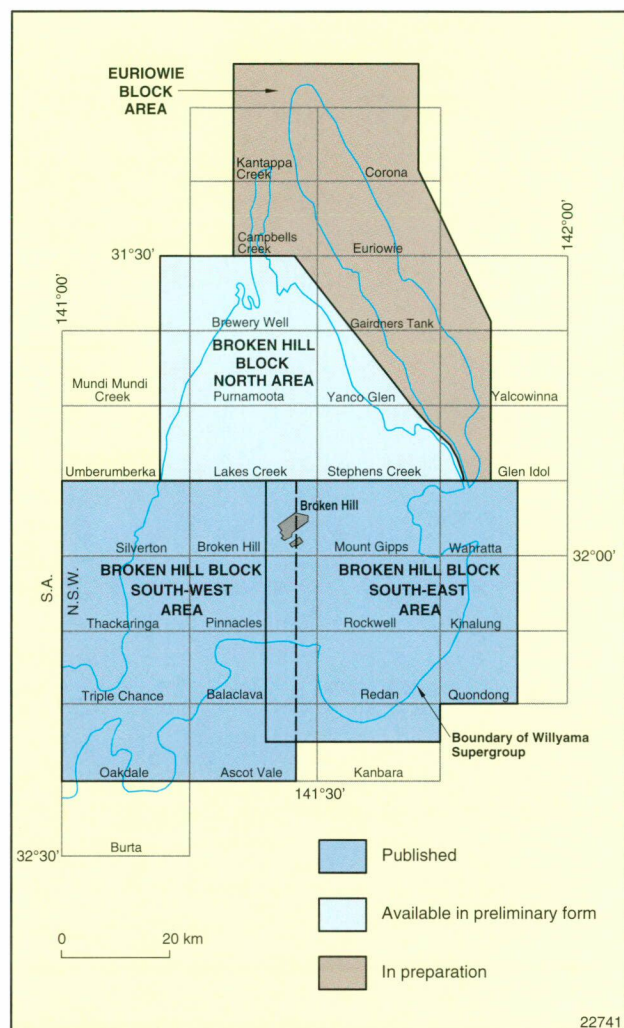 EURIOWIE
BLOCK
AREA
Kantappa
Creek
Corona
142°00'
Campbells
Creek
Euriowie
31°30'
141°00'
Brewery Well
Gairdners Tank
BROKEN HILL
BLOCK
NORTH AREA
Mundi Mundi
Creek
Purnamoota
Yanco Glen
Yalcowinna
Umberumberka
Lakes Creek
Stephens Creek
Glen Idol
Broken Hill
Silverton
Broken Hill
Mount Gipps
Wahratta
32°00'
S.A.
N.S.W.
BROKEN HILL BLOCK
SOUTH-WEST
AREA
BROKEN HILL BLOCK
SOUTH-EAST
AREA
Thackaringa
Pinnacles
Rockwell
Kinalung
Triple Chance
Balaclava
Redan
Quondong
Boundary of Willyama
Supergroup
Oakdale
Ascot Vale
Kanbara
141°30'
Burta
32°30'
Published
Available in preliminary form
In preparation
0 20 km
22741